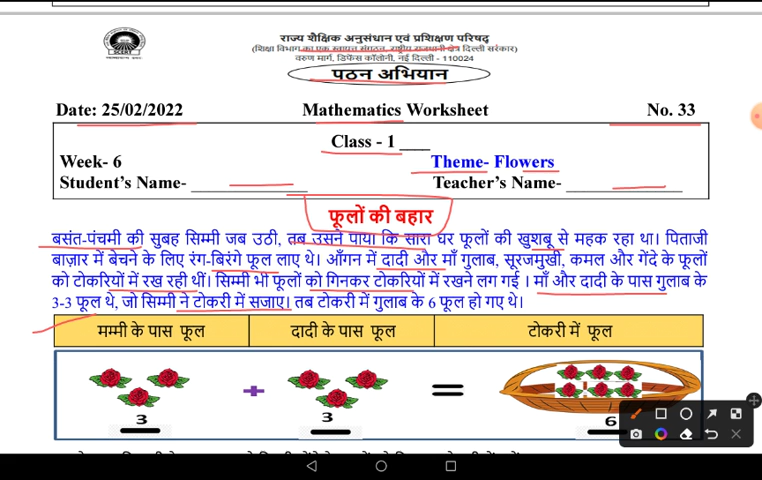 राज्य शैक्षिक अनुसंधान एवं प्रशिक्षण परिषद्
(शिक्षा विभाग का एक स्वायत्त संगठन, राष्ट्रीय राजधानी क्षेत्र दिल्ली सरकार)
वरुण मार्ग, डिफेंस कॉलोनी, नई दिल्ली - 110024
पठन अभियान
Date: 25/02/2022 Mathematics Worksheet No. 33
Class - 1 ____
Week- 6 Theme- Flowers
Student’s Name- ____________ Teacher’s Name- ____________
फूलों की बहार
बसंत-पंचमी की सुबह सिम्मी जब उठी, तब उसने पाया कि सारा घर फूलों की खुशबू से महक रहा था। पिताजी
बाज़ार में बेचने के लिए रंग-बिरंगे फूल लाए थे। आँगन में दादी और माँ गुलाब, सूरजमुखी, कमल और गेंदे के फूलों
को टोकरियों में रख रही थीं। सिम्मी भी फूलों को गिनकर टोकरियों में रखने लग गई । माँ और दादी के पास गुलाब के
3-3 फूल थे, जो सिम्मी ने टोकरी में सजाए। तब टोकरी में गुलाब के 6 फूल हो गए थे।
मम्मी के पास फूल दादी के पास फूल टोकरी में फूल
+ =
3 3 6